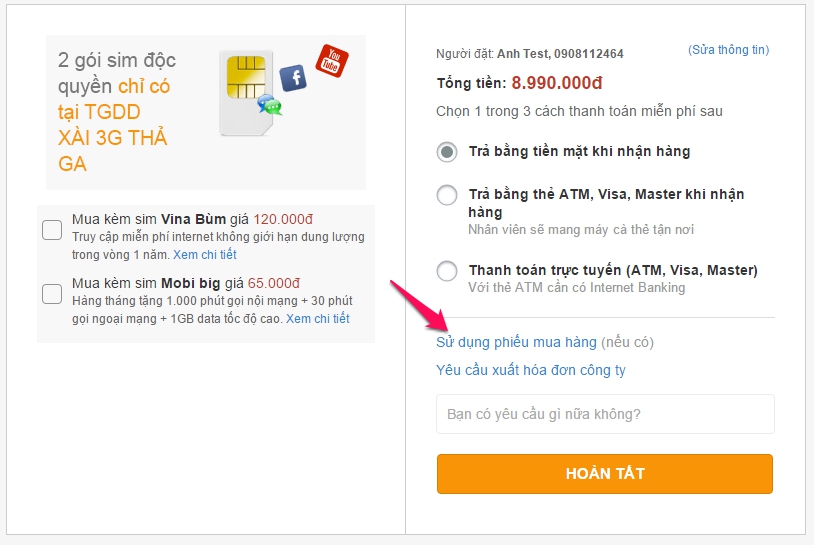 2 gói sim độc
quyền chỉ có
tại TGDD
XÀI 3G THẢ
GA
You
Tube
f
Mua kèm sim Vina Bùm giá 120.000đ
Truy cập miễn phí internet không giới hạn dung lượng
trong vòng 1 năm. Xem chi tiết
Mua kèm sim Mobi big giá 65.000đ
Hàng tháng tặng 1.000 phút gọi nội mạng + 30 phút
gọi ngoại mạng + 1GB data tốc độ cao. Xem chi tiết
Người đặt: Anh Test, 0908112464
(Sửa thông tin)
Tổng tiền: 8.990.000đ
Chọn 1 trong 3 cách thanh toán miễn phí sau
Trả bằng tiền mặt khi nhận hàng
Trả bằng thẻ ATM, Visa, Master khi nhận
hàng
Nhân viên sẽ mang máy cà thẻ tận nơi
Thanh toán trực tuyến (ATM, Visa, Master)
Với thẻ ATM cần có Internet Banking
Sử dụng phiếu mua hàng (nếu có)
Yêu cầu xuất hóa đơn công ty
Bạn có yêu cầu gì nữa không?
HOÀN TẤT